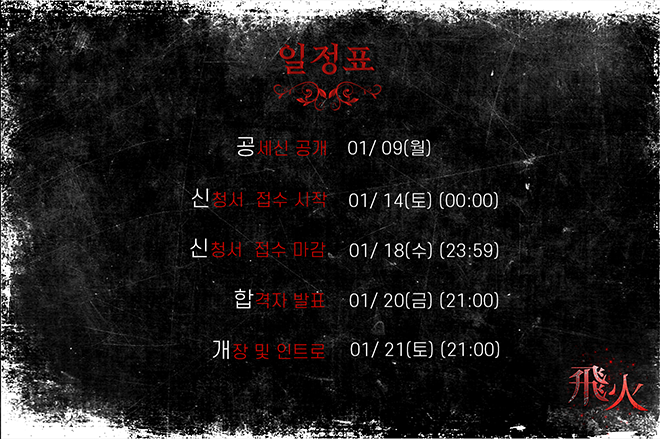 일정표
공세신 공개 01/ 09(월)
신청서 접수 시작 01/ 14(토) (00:00)
신청서 접수 마감 01/ 18(수) (23:59)
합격자 발표 01/ 20(금) (21:00)
개장 및 인트로 01/ 21(토) (21:00)
飛火